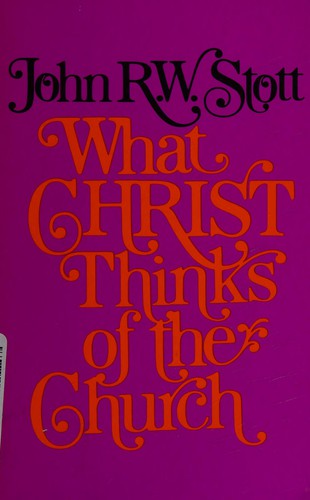 John R.W. Stott
What
CHRIST
Thinks
of the
Church